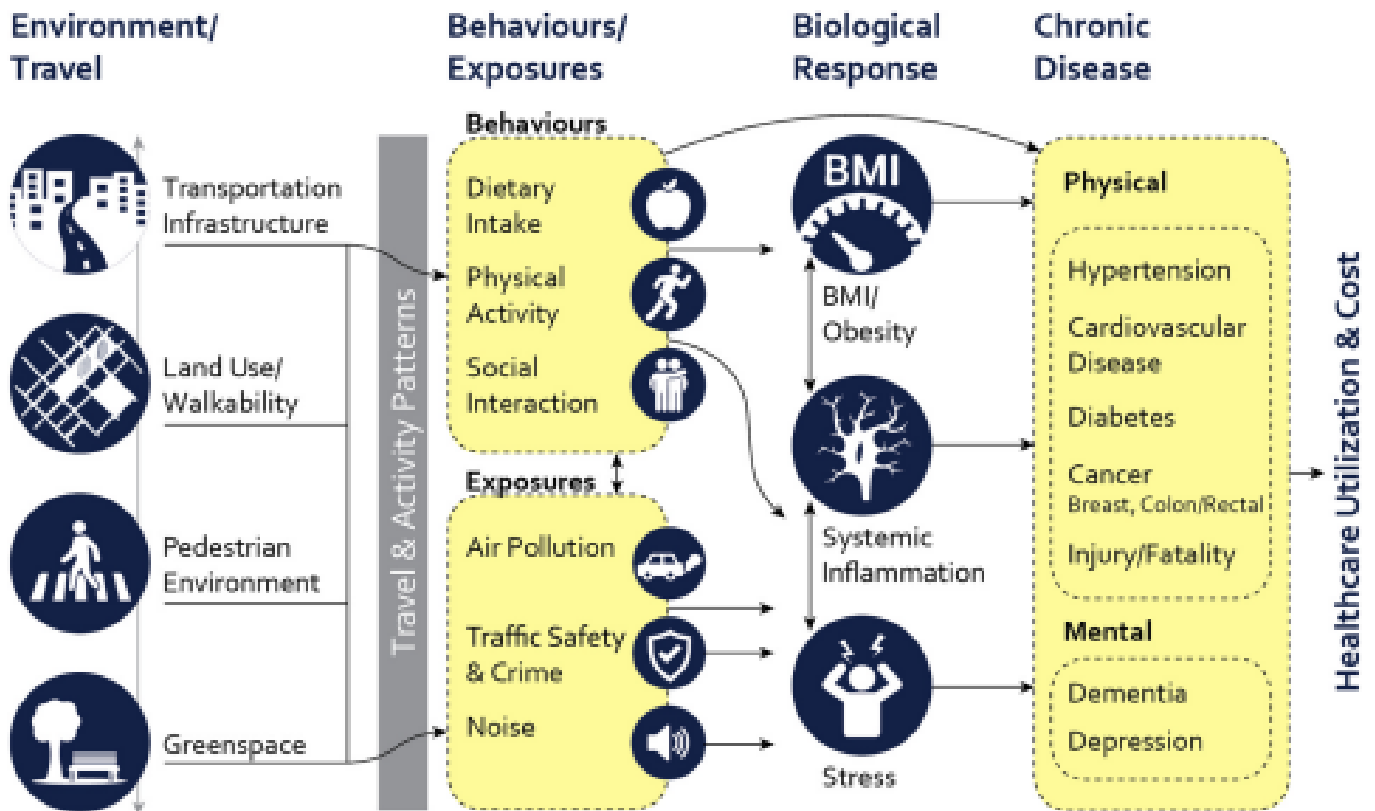 Environment/
Travel
Behaviours/
Exposures
Biological
Response
Chronic
Disease
Transportation
Infrastructure
Land Use/
Walkability
Pedestrian
Environment
Greenspace
Travel & Activity Patterns
Behaviours
Dietary
Intake
Physical
Activity
Social
Interaction
Exposures
Air Pollution
Traffic Safety
& Crime
Noise
BMI
BMI/
Obesity
Systemic
Inflammation
Stress
Physical
Hypertension
Cardiovascular
Disease
Diabetes
Cancer
Breast, Colon/Rectal
Injury/Fatality
Mental
Dementia
Depression
Healthcare Utilization & Cost